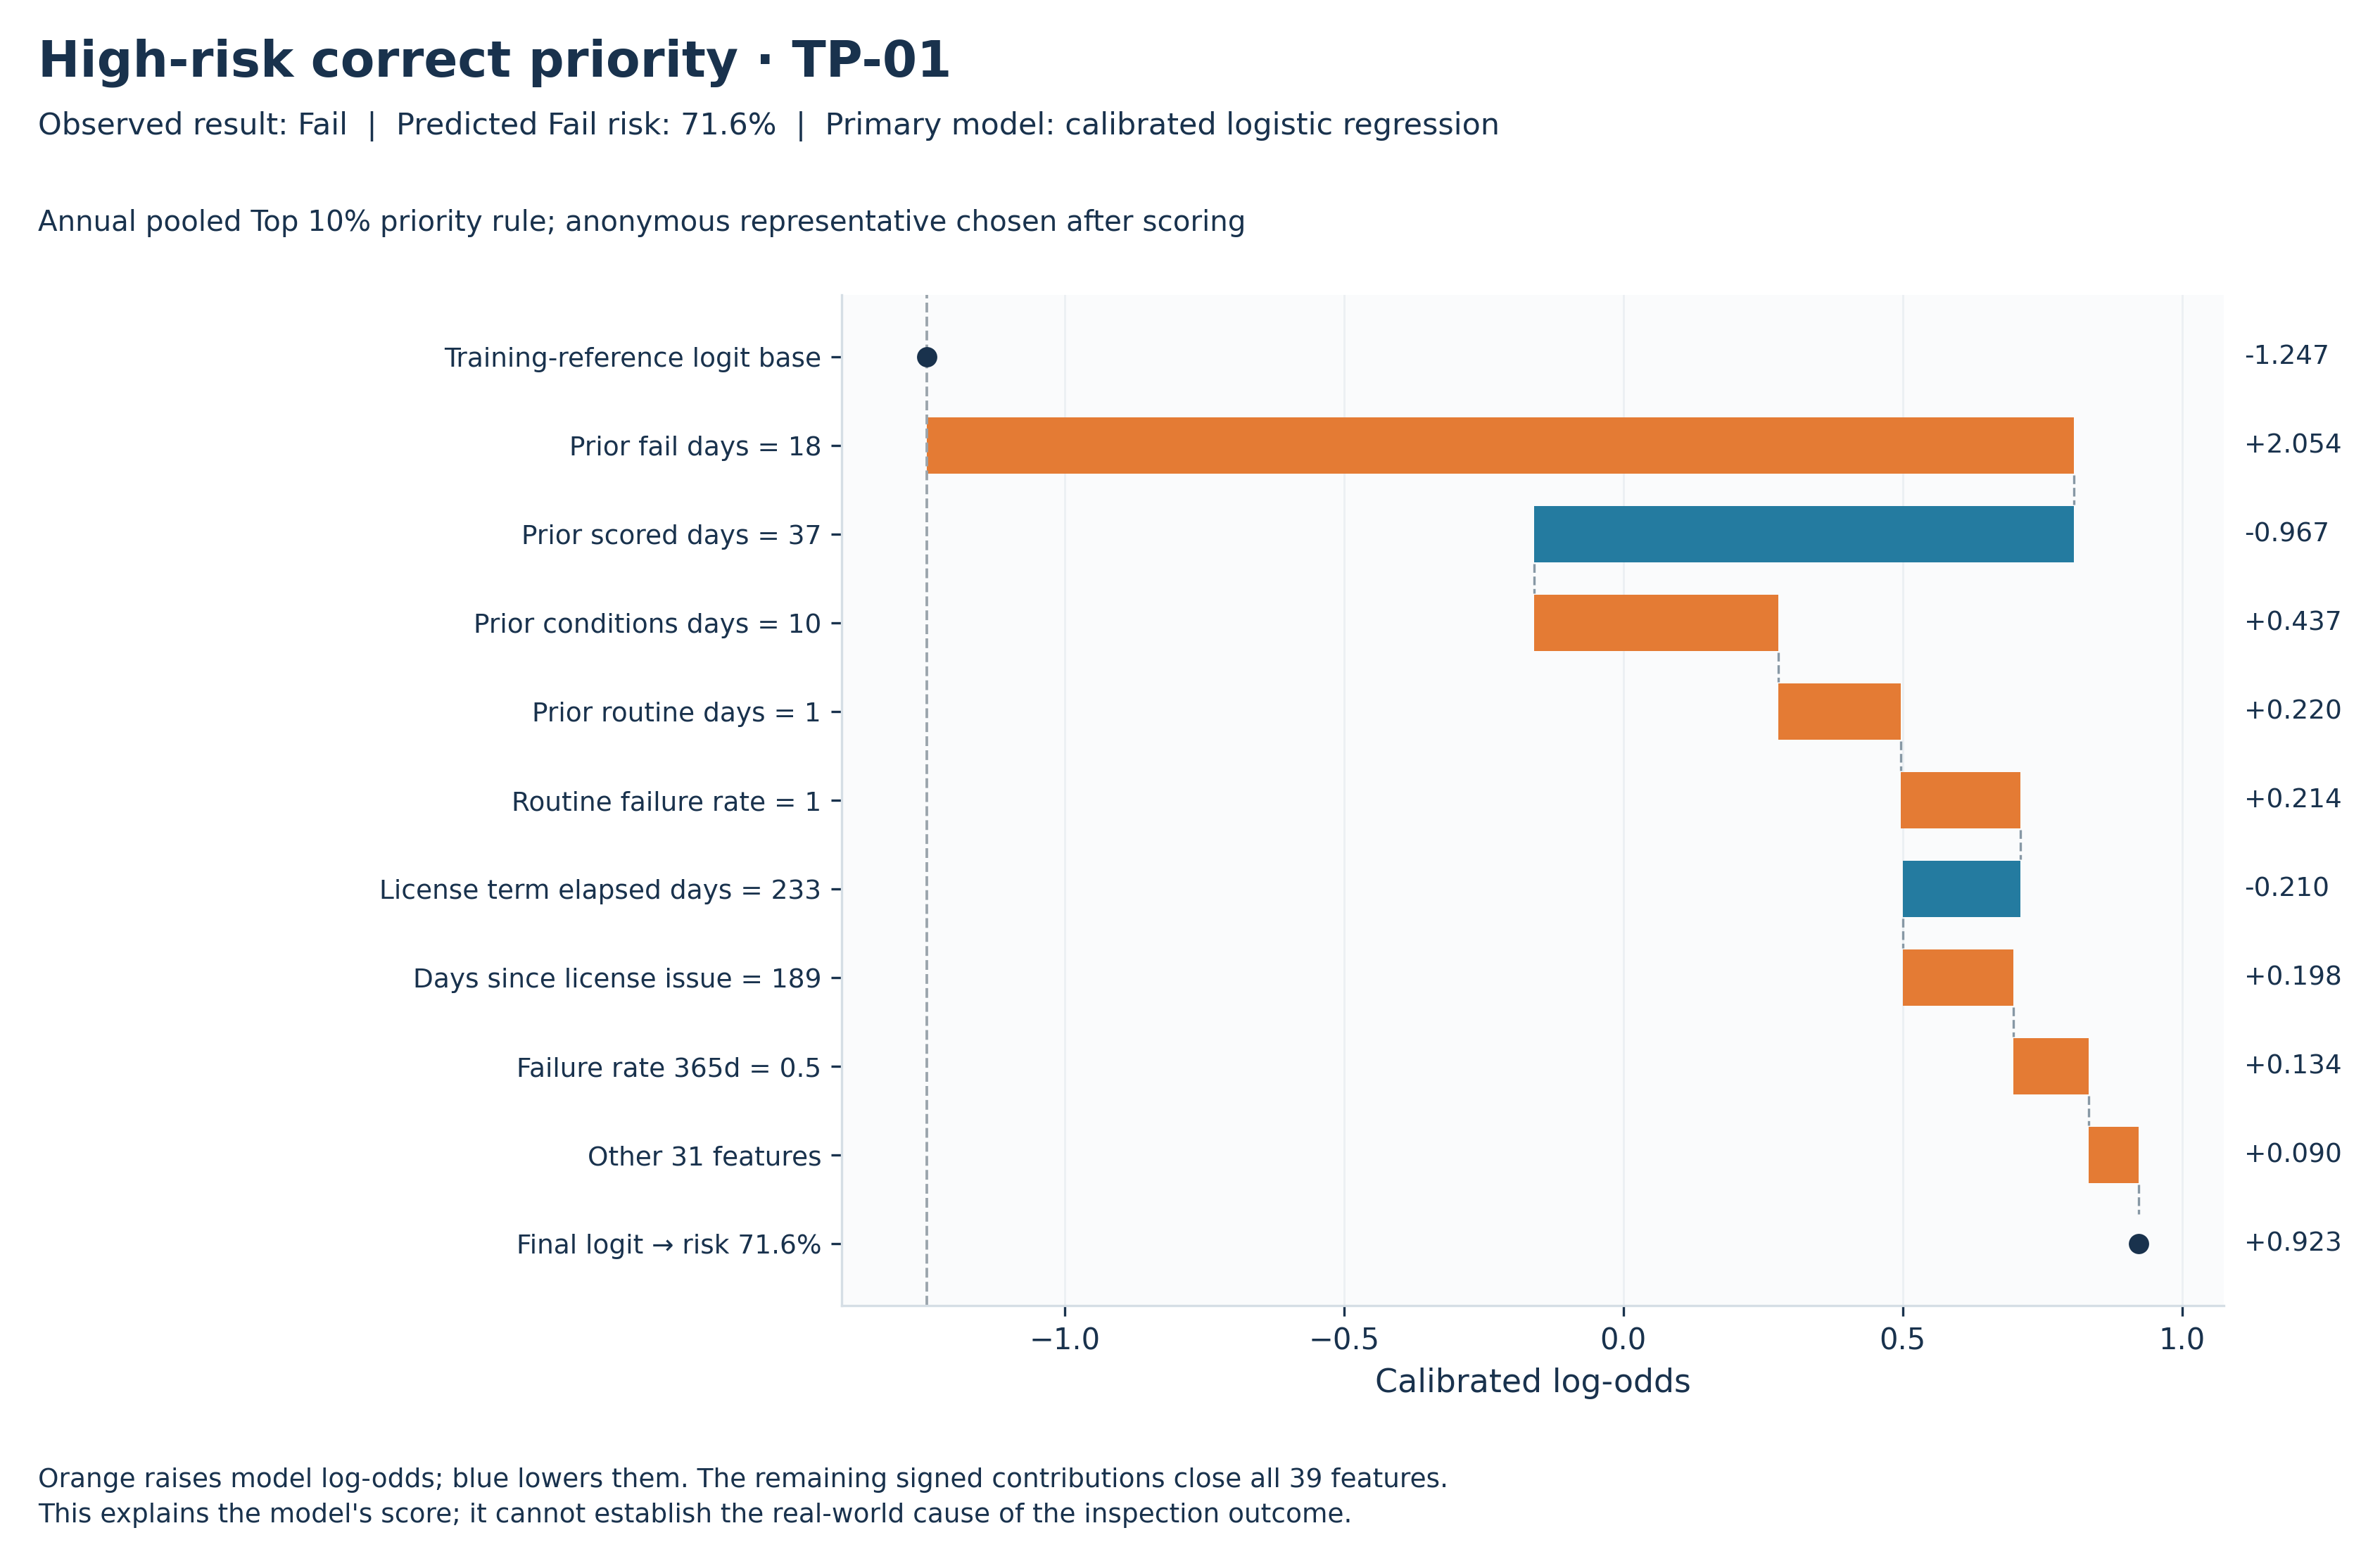 High-risk correct priority · TP-01
Observed result: Fail | Predicted Fail risk: 71.6% | Primary model: calibrated logistic regression
Annual pooled Top 10% priority rule; anonymous representative chosen after scoring
Training-reference logit base -1.247
Prior fail days = 18 +2.054
Prior scored days = 37 -0.967
Prior conditions days = 10 +0.437
Prior routine days = 1 +0.220
Routine failure rate = 1 +0.214
License term elapsed days = 233 -0.210
Days since license issue = 189 +0.198
Failure rate 365d = 0.5 +0.134
Other 31 features +0.090
Final logit → risk 71.6% +0.923
−1.0 −0.5 0.0 0.5 1.0
Calibrated log-odds
Orange raises model log-odds; blue lowers them. The remaining signed contributions close all 39 features.
This explains the model's score; it cannot establish the real-world cause of the inspection outcome.